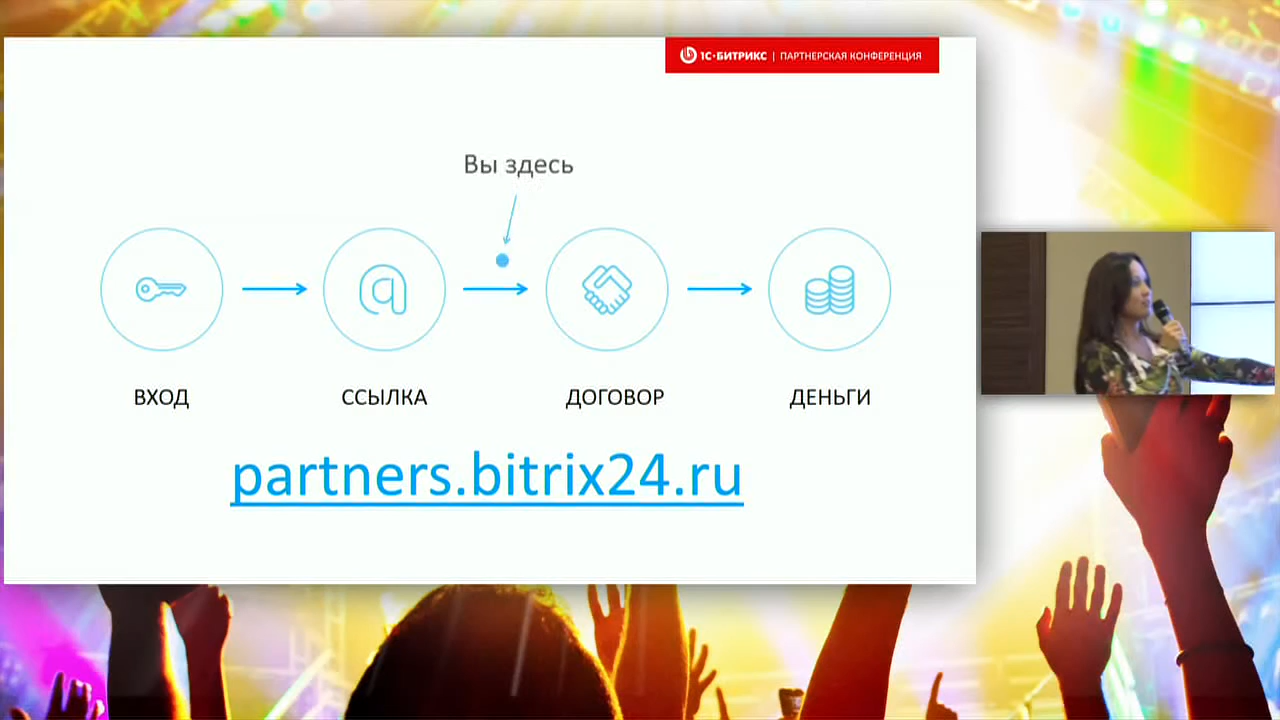 1С·БИТРИКС | ПАРТНЕРСКАЯ КОНФЕРЕНЦИЯ
Вы здесь
ВХОД
ССЫЛКА
ДОГОВОР
ДЕНЬГИ
partners.bitrix24.ru